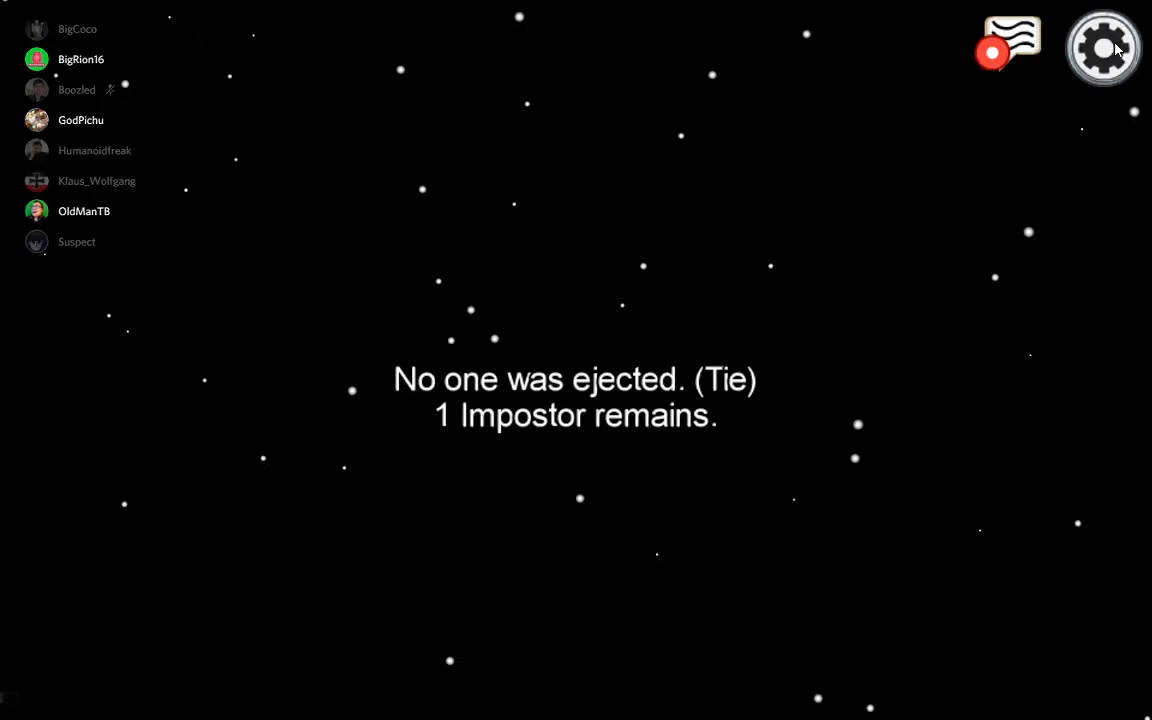 BigCoco
BigRion16
Boozled
GodPichu
Humanoidfreak
Klaus_Wolfgang
OldManTB
Suspect
No one was ejected. (Tie)
1 Impostor remains.